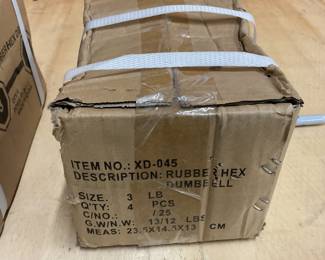 ITEM NO.: XD-045
DESCRIPTION: RUBBER HEX
DUMBBELL
SIZE: 3 LB
Q'TY: 4 PCS
C/NO.: /25
G.W/N.W: 13/12 LBS
MEAS: 23.5X14.5X13 CM